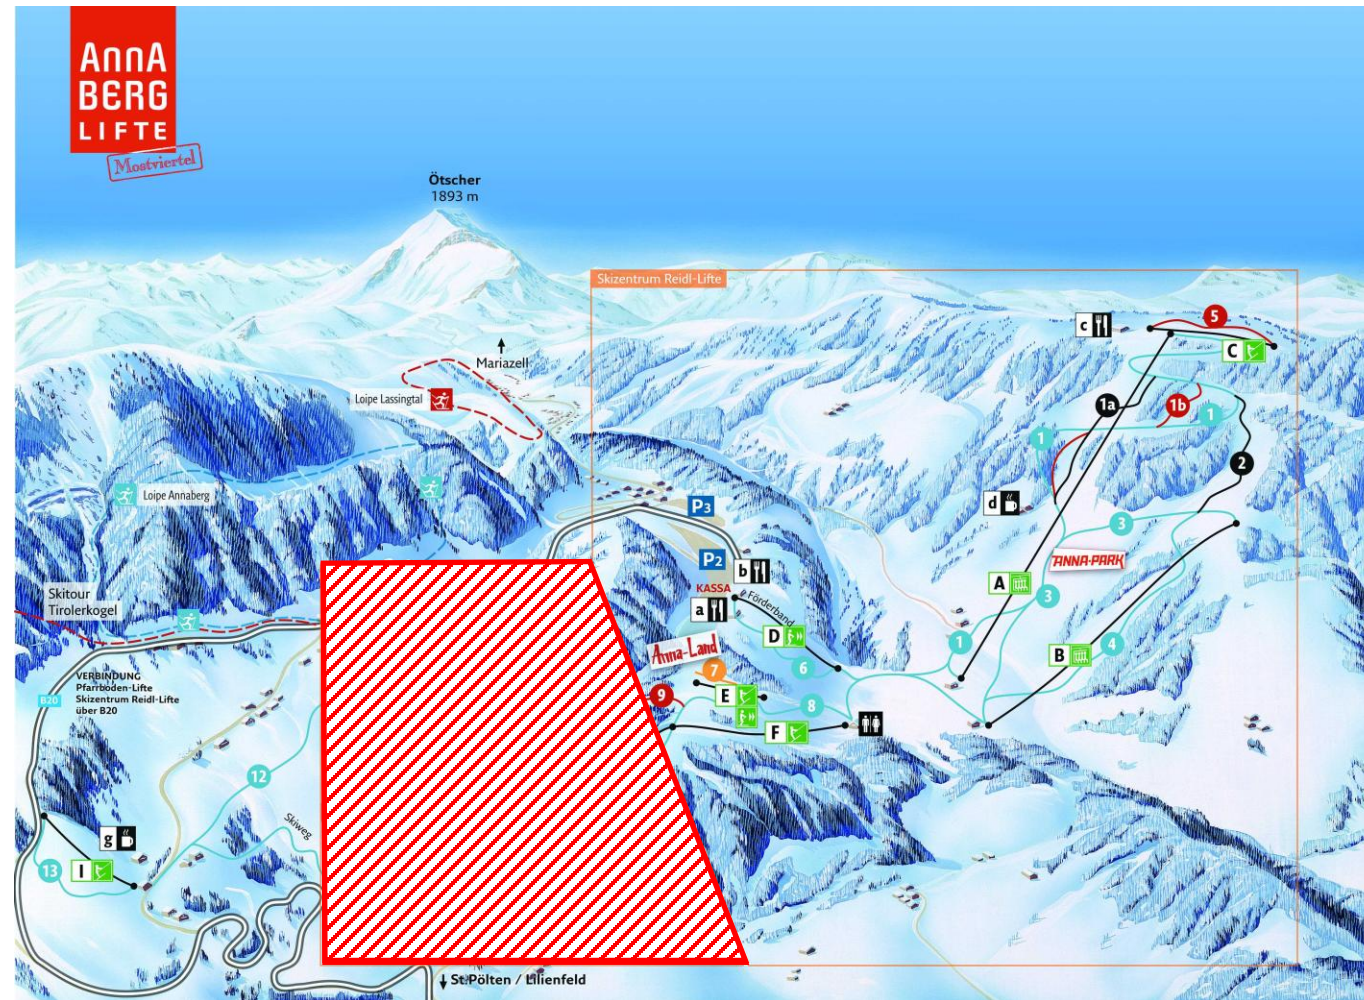 AnnA
BERG
LIFTE
Mostviertel
Ötscher
1893 m
Skizentrum Reidl-Lifte
c
5
C
Mariazell
Loipe Lassingtal
1a
1b
1
1
2
Loipe Annaberg
d
3
P3
P2
b
ANNA-PARK
KASSA
A
Skitour
Tirolerkogel
a
Förderband
3
D
1
B
4
Anna-Land
6
7
VERBINDUNG
Pfarrboden-Lifte
Skizentrum Reidl-Lifte
über B20
B20
9
E
8
F
12
Skiweg
g
13
I
St.Pölten / Lilienfeld